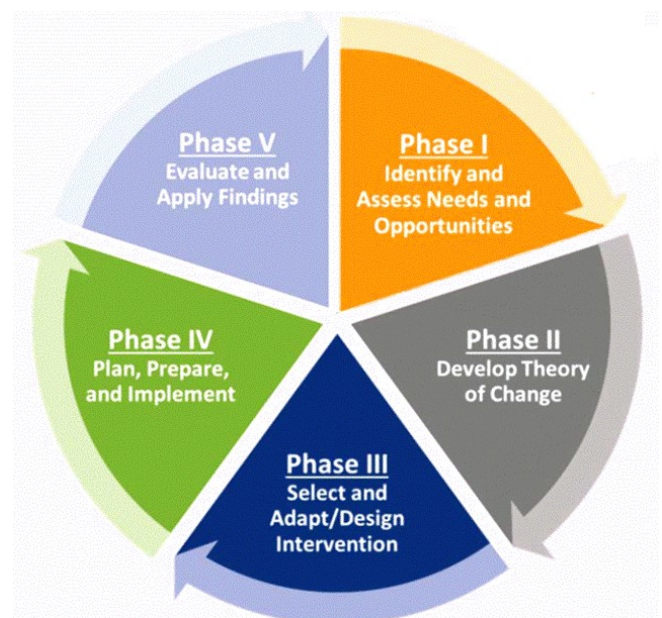 Phase I
Identify and
Assess Needs and
Opportunities
Phase II
Develop Theory
of Change
Phase III
Select and
Adapt/Design
Intervention
Phase IV
Plan, Prepare,
and Implement
Phase V
Evaluate and
Apply Findings